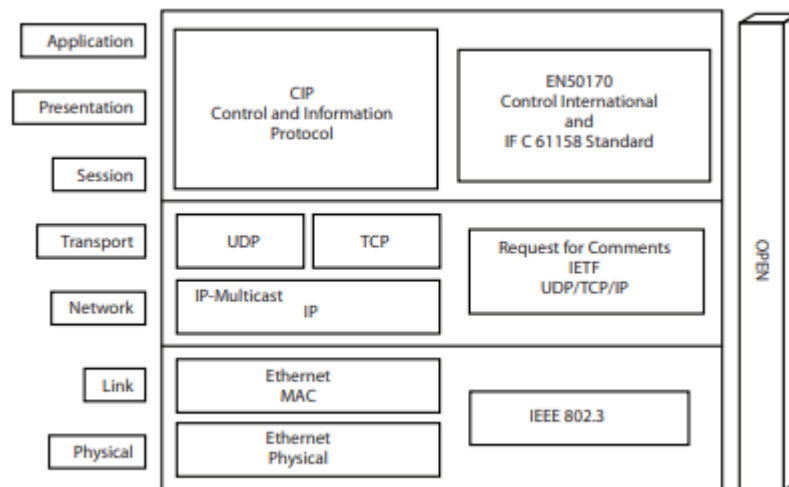 Application
Presentation
Session
Transport
Network
Link
Physical
CIP
Control and Information
Protocol
EN50170
Control International
and
IF C 61158 Standard
UDP
TCP
Request for Comments
IETF
UDP/TCP/IP
IP-Multicast
IP
Ethernet
MAC
IEEE 802.3
Ethernet
Physical
OPEN